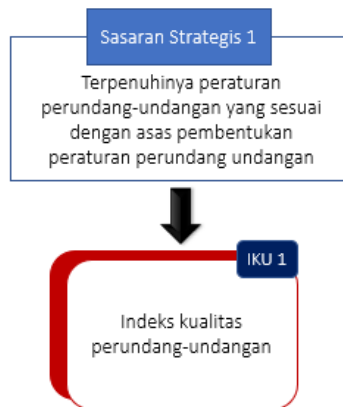 Sasaran Strategis 1
Terpenuhinya peraturan
perundang-undangan yang sesuai
dengan asas pembentukan
peraturan perundang undangan
IKU 1
Indeks kualitas
perundang-undangan